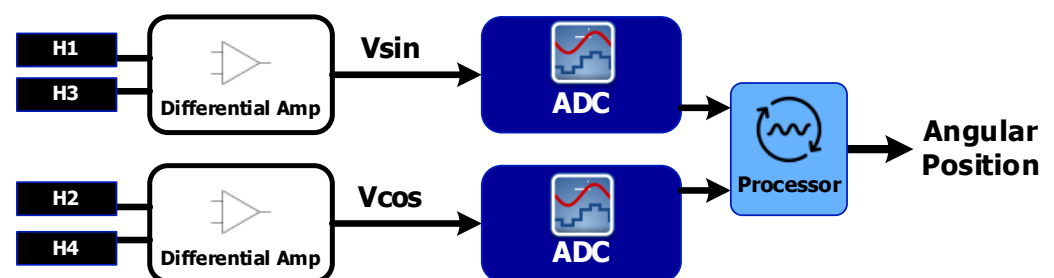 H1
H3
Differential Amp
Vsin
ADC
H2
H4
Differential Amp
Vcos
ADC
Processor
Angular
Position